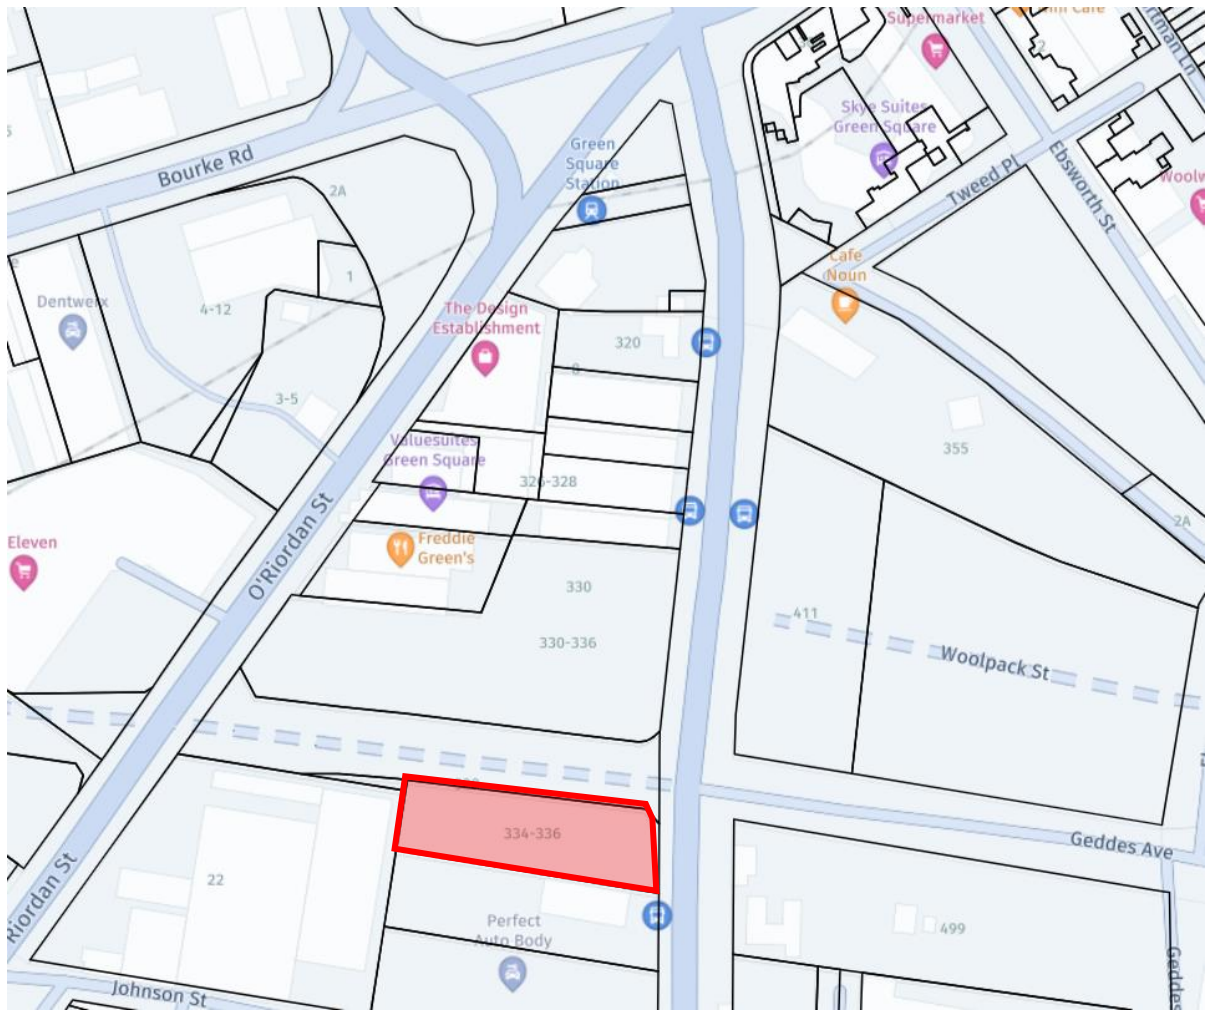 Supermarket
2
Bourke Rd
2A
Green
Square
Station
Skye Suites
Green Square
Tweed Pl
Ebsworth St
Dentwerx
4-12
1
The Design
Establishment
Cafe
Noun
320
8
3-5
355
Valuesuites
Green Square
326-328
2A
Eleven
O'Riordan St
Freddie
Green's
330
330-336
411
Woolpack St
334-336
Geddes Ave
22
Perfect
Auto Body
499
Riordan St
Johnson St
Geddes